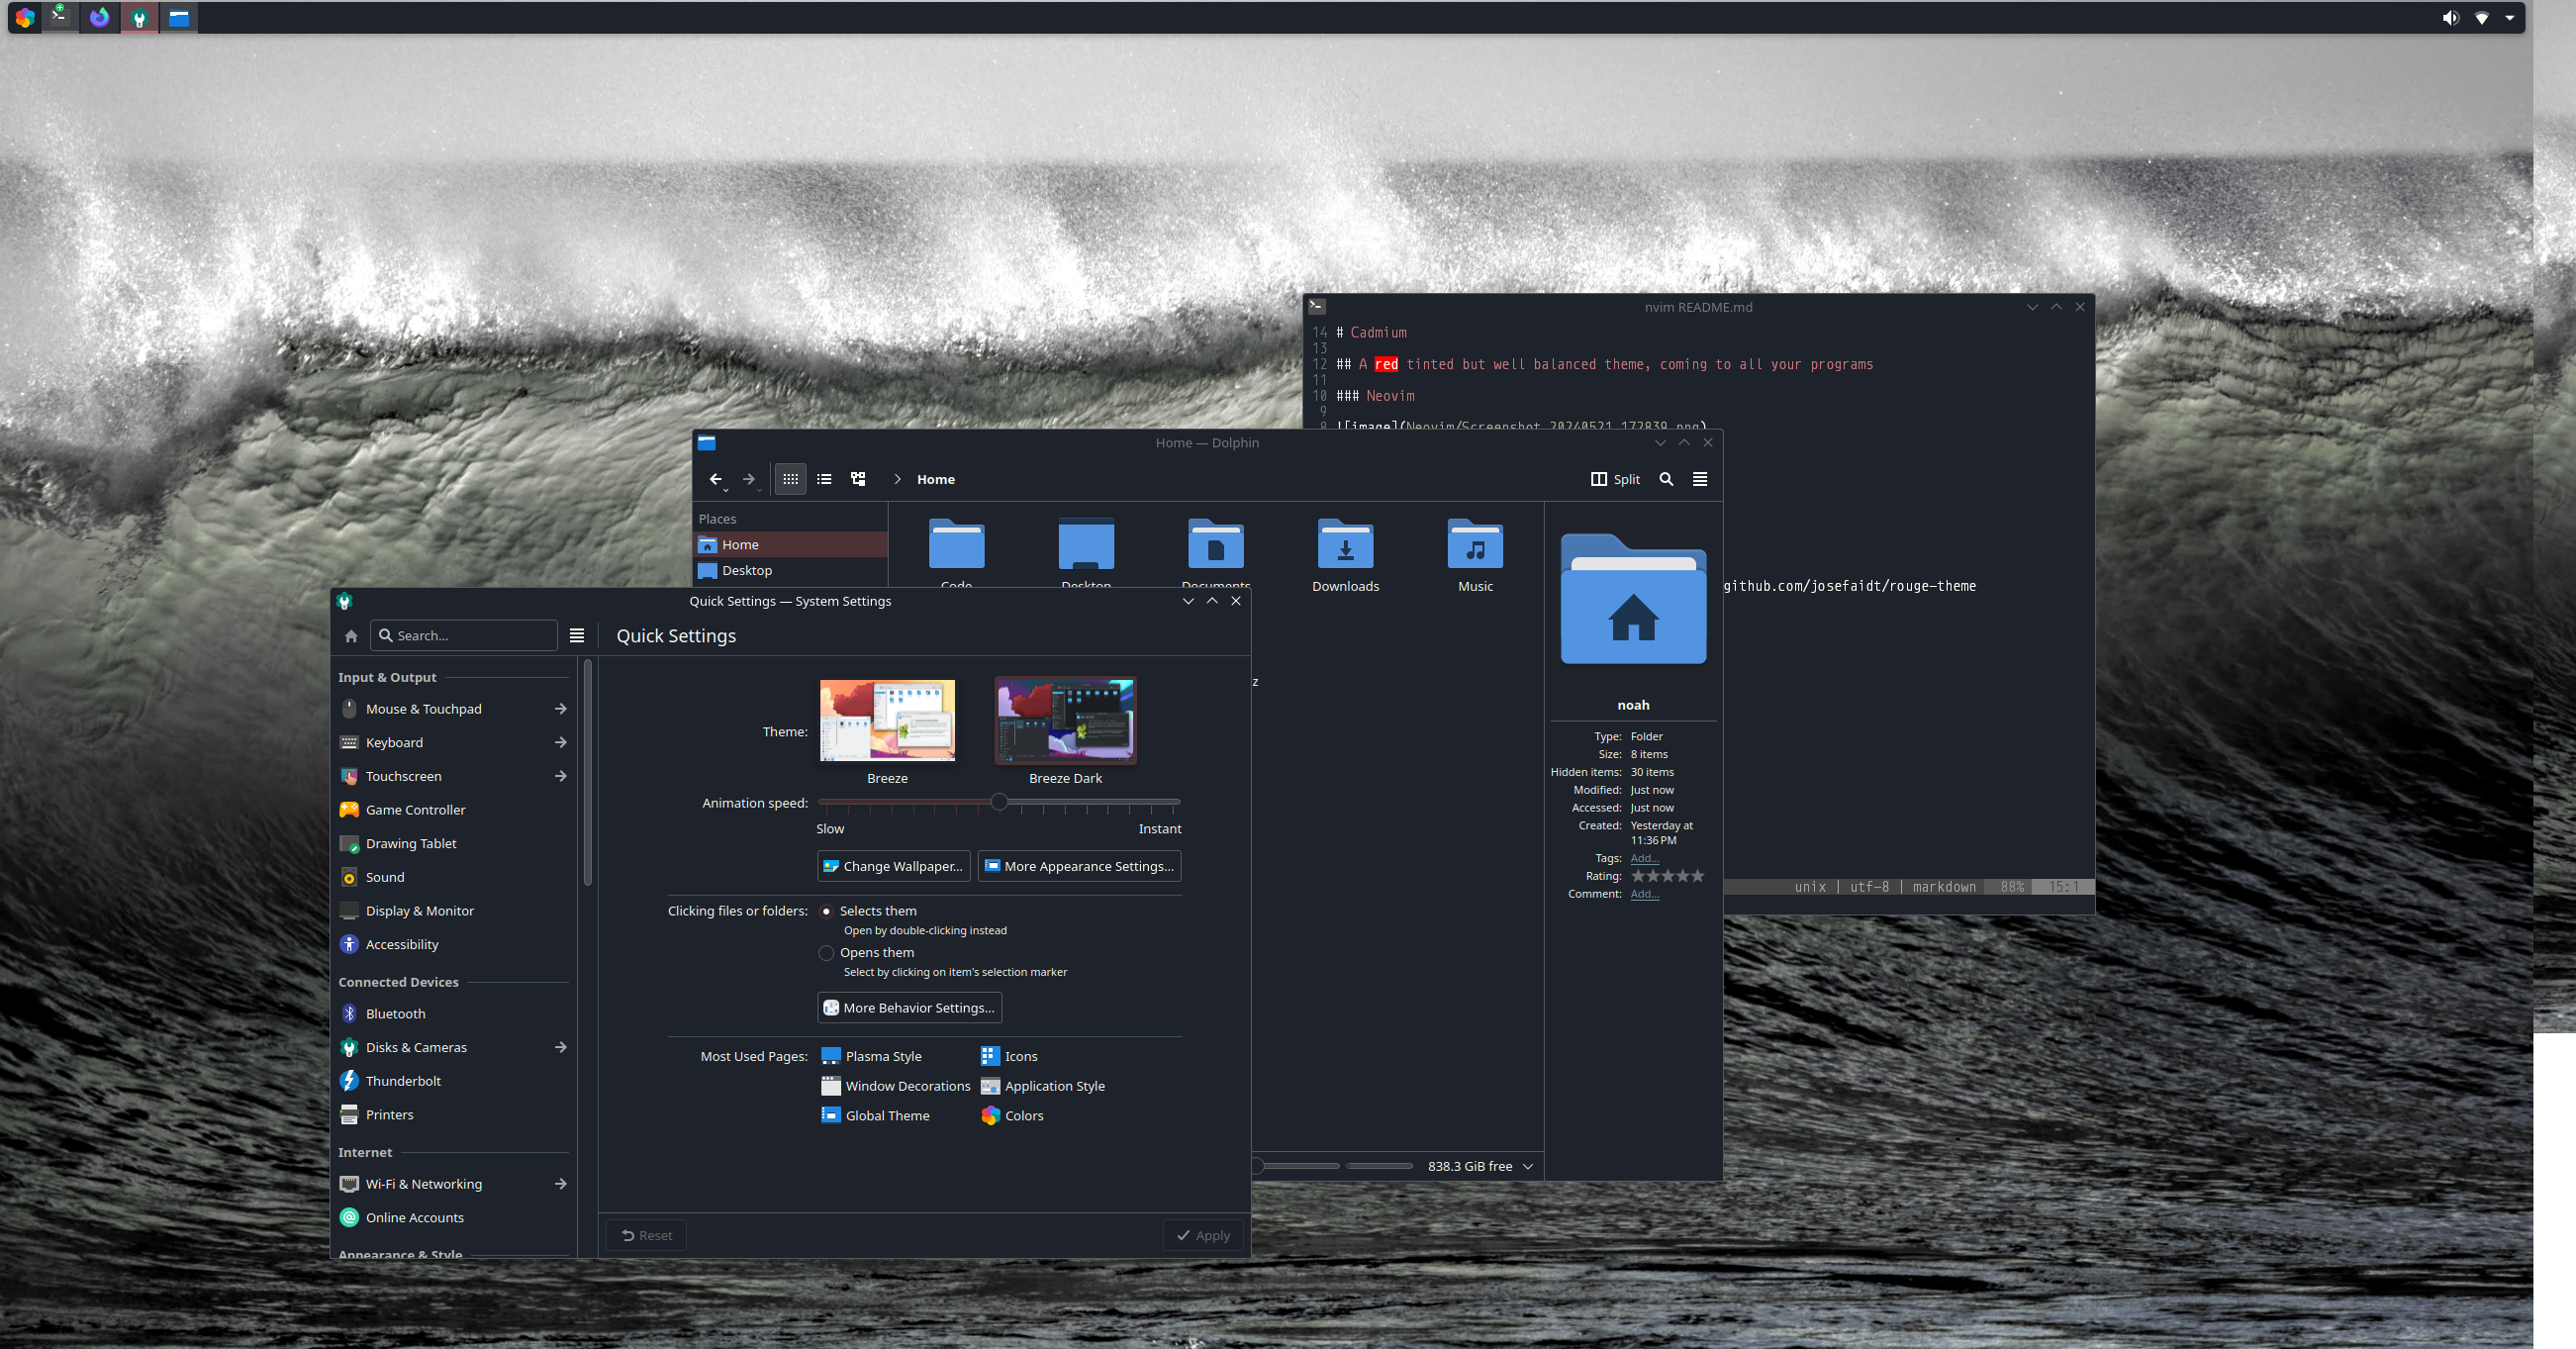 nvim README.md
14 # Cadmium
13
12 ## A red tinted but well balanced theme, coming to all your programs
11
10 ### Neovim
9
8 ![image](Neovim/Screenshot_20240521_172839.png)
github.com/josefaidt/rouge-theme
unix | utf-8 | markdown 88% 15:1
Home — Dolphin
Home
Split
Places
Home
Desktop
Code
Desktop
Documents
Downloads
Music
z
noah
Type: Folder
Size: 8 items
Hidden items: 30 items
Modified: Just now
Accessed: Just now
Created: Yesterday at
11:36 PM
Tags: Add...
Rating:
Comment: Add...
838.3 GiB free
Quick Settings — System Settings
Search...
Quick Settings
Input & Output
Mouse & Touchpad
Keyboard
Touchscreen
Game Controller
Drawing Tablet
Sound
Display & Monitor
Accessibility
Connected Devices
Bluetooth
Disks & Cameras
Thunderbolt
Printers
Internet
Wi-Fi & Networking
Online Accounts
Appearance & Style
Theme:
Breeze
Breeze Dark
Animation speed:
Slow
Instant
Change Wallpaper...
More Appearance Settings...
Clicking files or folders:
Selects them
Open by double-clicking instead
Opens them
Select by clicking on item's selection marker
More Behavior Settings...
Most Used Pages:
Plasma Style
Icons
Window Decorations
Application Style
Global Theme
Colors
Reset
Apply